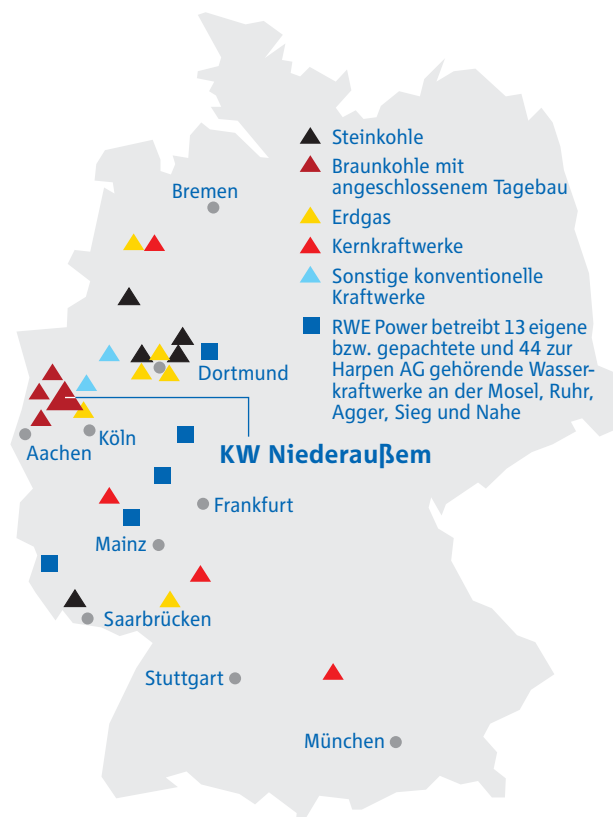 Steinkohle
Braunkohle mit
angeschlossenem Tagebau
Erdgas
Kernkraftwerke
Sonstige konventionelle
Kraftwerke
RWE Power betreibt 13 eigene
bzw. gepachtete und 44 zur
Harpen AG gehörende Wasser-
kraftwerke an der Mosel, Ruhr,
Agger, Sieg und Nahe
Bremen
Dortmund
Köln
Aachen
KW Niederaußem
Frankfurt
Mainz
Saarbrücken
Stuttgart
München